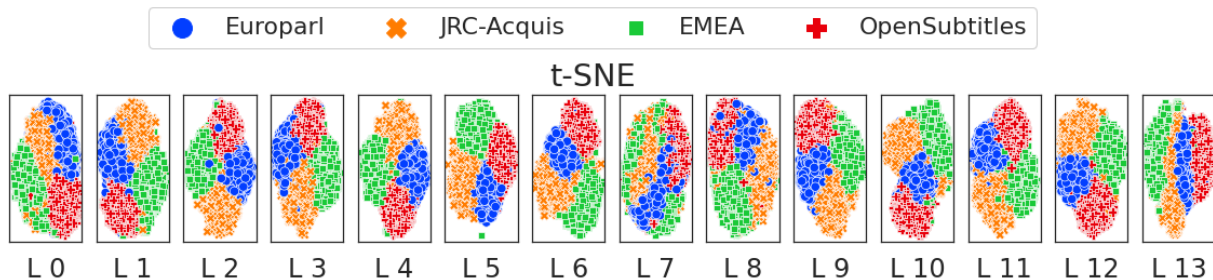 Europarl JRC-Acquis EMEA OpenSubtitles
t-SNE
L 0 L 1 L 2 L 3 L 4 L 5 L 6 L 7 L 8 L 9 L 10 L 11 L 12 L 13